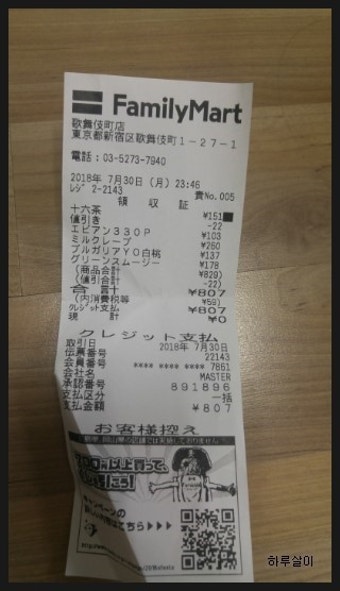 FamilyMart
歌舞伎町店
東京都新宿区歌舞伎町1-27-1
電話:03-5273-7940
2018年 7月30日(月)23:46
レジ 2-2143 責No.005
領 収 証
十六茶 ¥151
値引き -22
エビアン330P ¥103
ミルクレープ ¥260
ブルガリアYO白桃 ¥137
グリーンスムージー ¥178
(商品合計 ¥829)
(値引合計 -22)
合 計 ¥807
(内消費税等 ¥59)
クレジット支払 ¥807
現 計 ¥0
クレジット支払
取引日 2018年 7月30日
伝票番号 22143
会員番号 **** **** **** 7861
会社名 MASTER
承認番号 891896
支払区分 一括
支払金額 ¥807
お客様控え
以上買って、
キャンペーンの
はこちら▶▶▶
하루살이